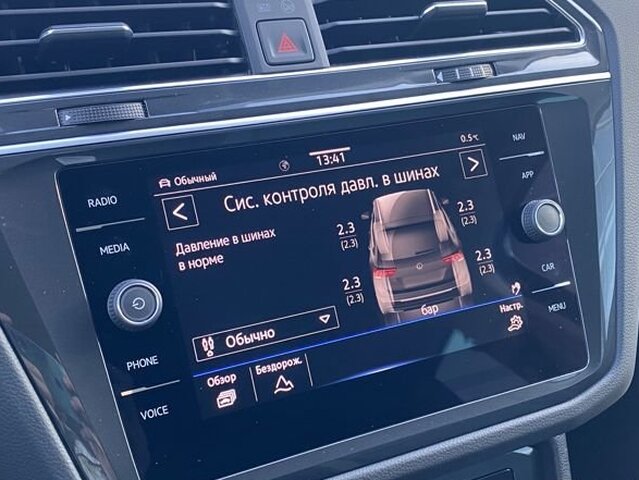 0.5°C
NAV
13:41
Обычный
RADIO
Сис. контроля давл. в шинах
APP
MEDIA
Давление в шинах
в норме
2.3
(2.3)
2.3
(2.3)
2.3
(2.3)
2.3
(2.3)
CAR
бар
Настр.
MENU
Обычно
PHONE
Обзор
Бездорож.
VOICE